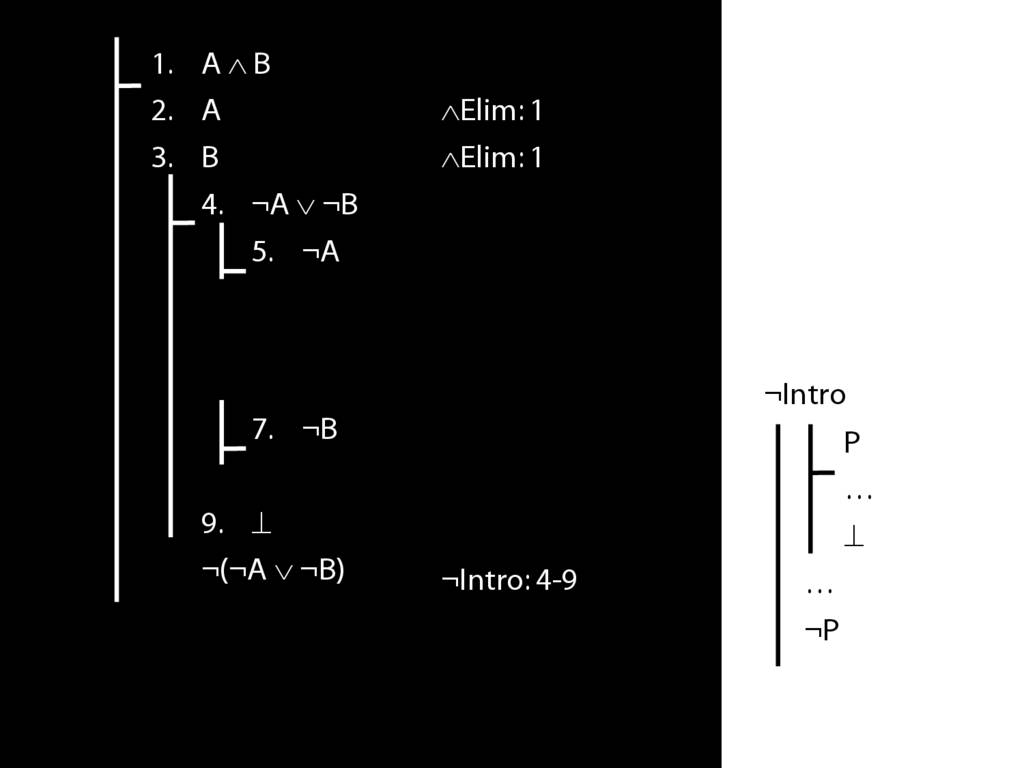 1. A ∧ B
2. A ∧Elim: 1
3. B ∧Elim: 1
4. ¬A ∨ ¬B
5. ¬A
7. ¬B
9. ⊥
¬(¬A ∨ ¬B) ¬Intro: 4-9
¬Intro
P
...
⊥
...
¬P